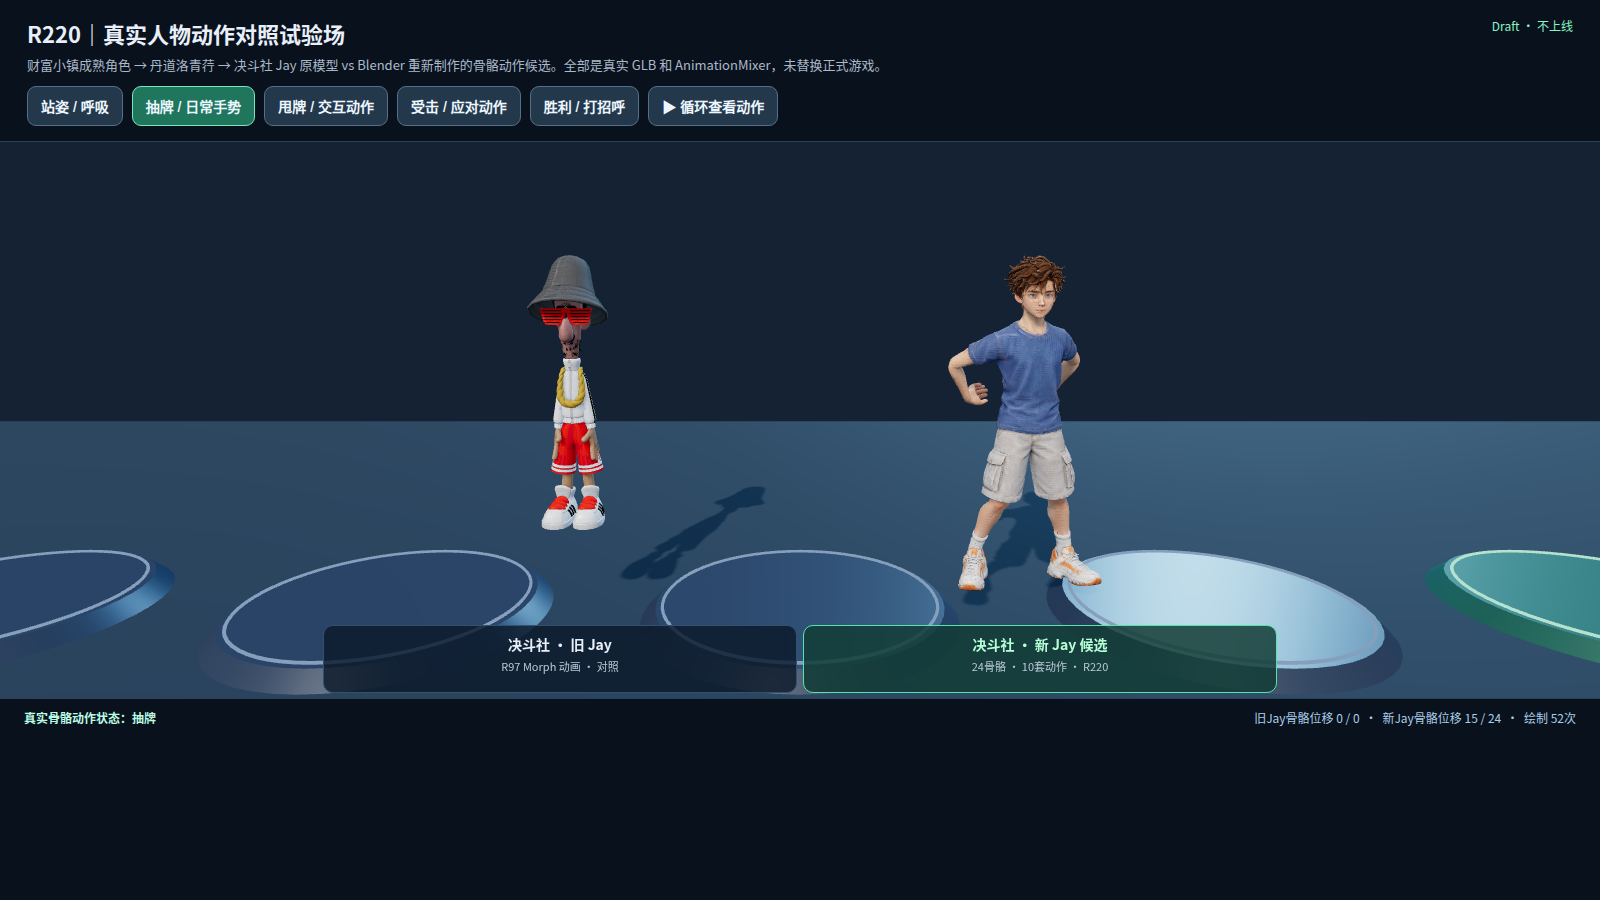 R220｜真实人物动作对照试验场
Draft · 不上线
财富小镇成熟角色 → 丹道洛青荇 → 决斗社 Jay 原模型 vs Blender 重新制作的骨骼动作候选。全部是真实 GLB 和 AnimationMixer，未替换正式游戏。
站姿 / 呼吸
抽牌 / 日常手势
甩牌 / 交互动作
受击 / 应对动作
胜利 / 打招呼
▶ 循环查看动作
决斗社 · 旧 Jay
R97 Morph 动画 · 对照
决斗社 · 新 Jay 候选
24骨骼 · 10套动作 · R220
真实骨骼动作状态：抽牌
旧Jay骨骼位移 0 / 0 · 新Jay骨骼位移 15 / 24 · 绘制 52次